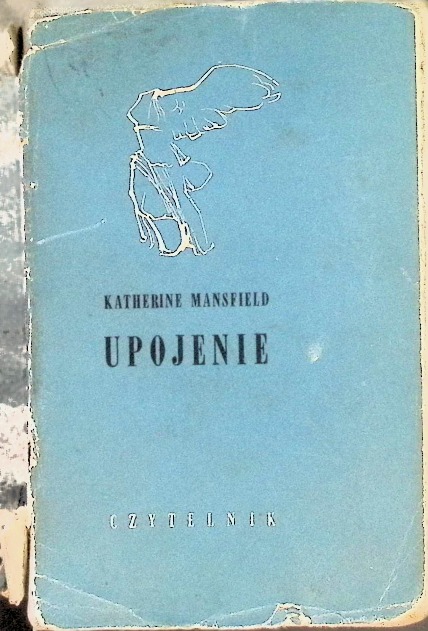 KATHERINE MANSFIELD
UPOJENIE
CZYTELNIK